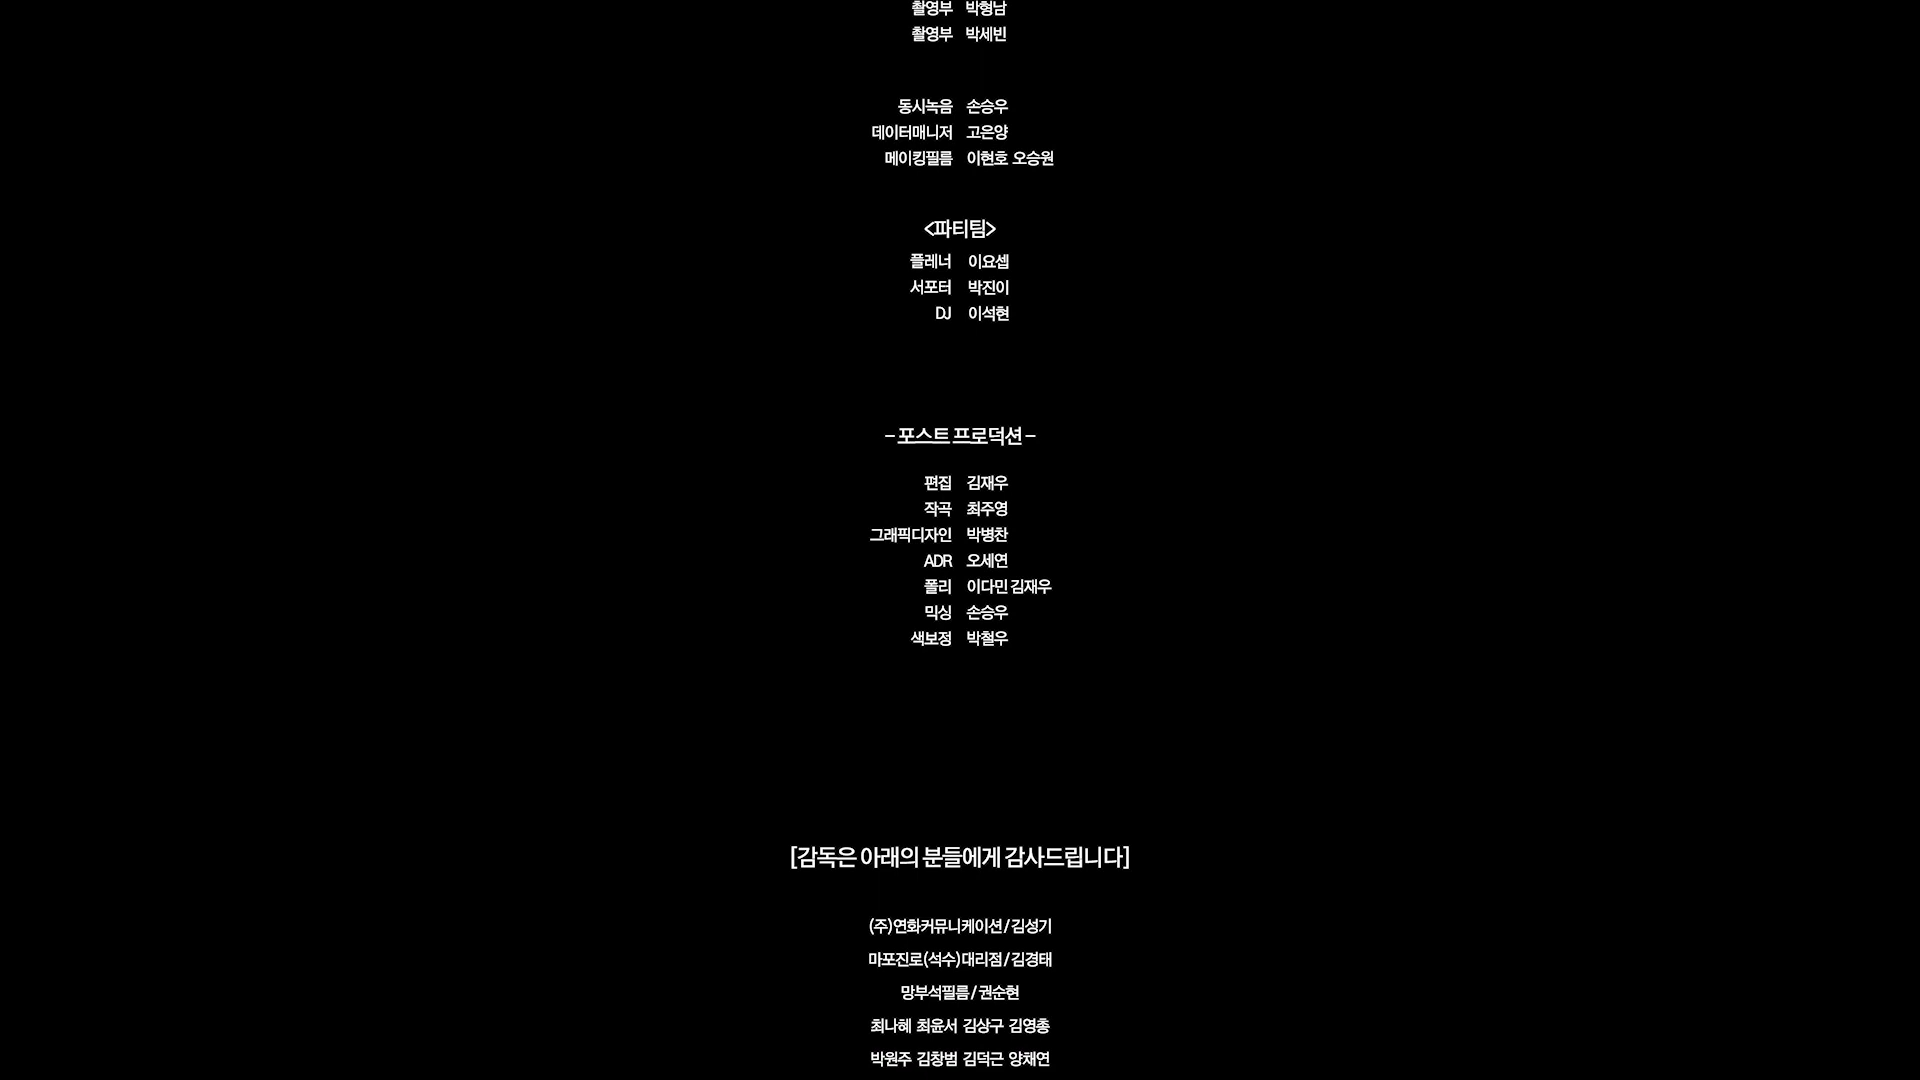 촬영부 박형남
촬영부 박세빈
동시녹음 손승우
데이터매니저 고은양
메이킹필름 이현호 오승원
<파티팀>
플레너 이요셉
서포터 박진이
DJ 이석현
– 포스트 프로덕션 –
편집 김재우
작곡 최주영
그래픽디자인 박병찬
ADR 오세연
폴리 이다민 김재우
믹싱 손승우
색보정 박철우
[감독은 아래의 분들에게 감사드립니다]
(주)연화커뮤니케이션/김성기
마포진로(석수)대리점/김경태
망부석필름/권순현
최나혜 최윤서 김상구 김영총
박원주 김창범 김덕근 양채연